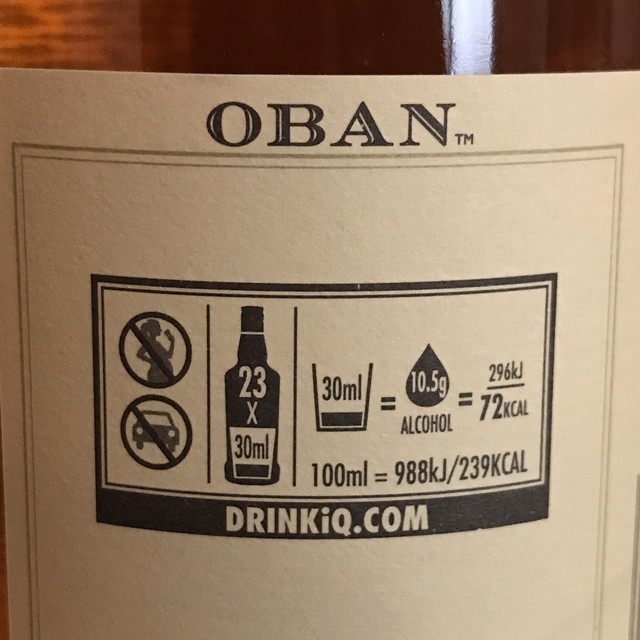 OBAN™
23
X
30ml
30ml = 10.5g = 296kJ
72KCAL
ALCOHOL
100ml = 988kJ/239KCAL
DRINKiQ.COM